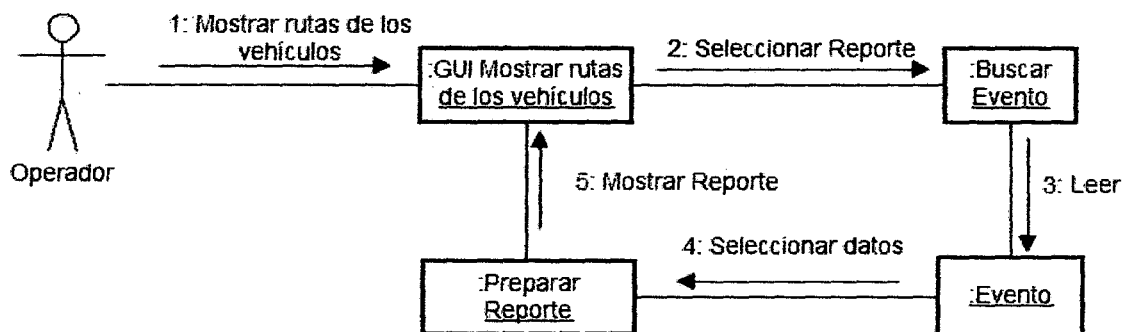 1: Mostrar rutas de los
vehículos
:GUI Mostrar rutas
de los vehículos
2: Seleccionar Reporte
:Buscar
Evento
Operador
5: Mostrar Reporte
3: Leer
4: Seleccionar datos
:Preparar
Reporte
:Evento